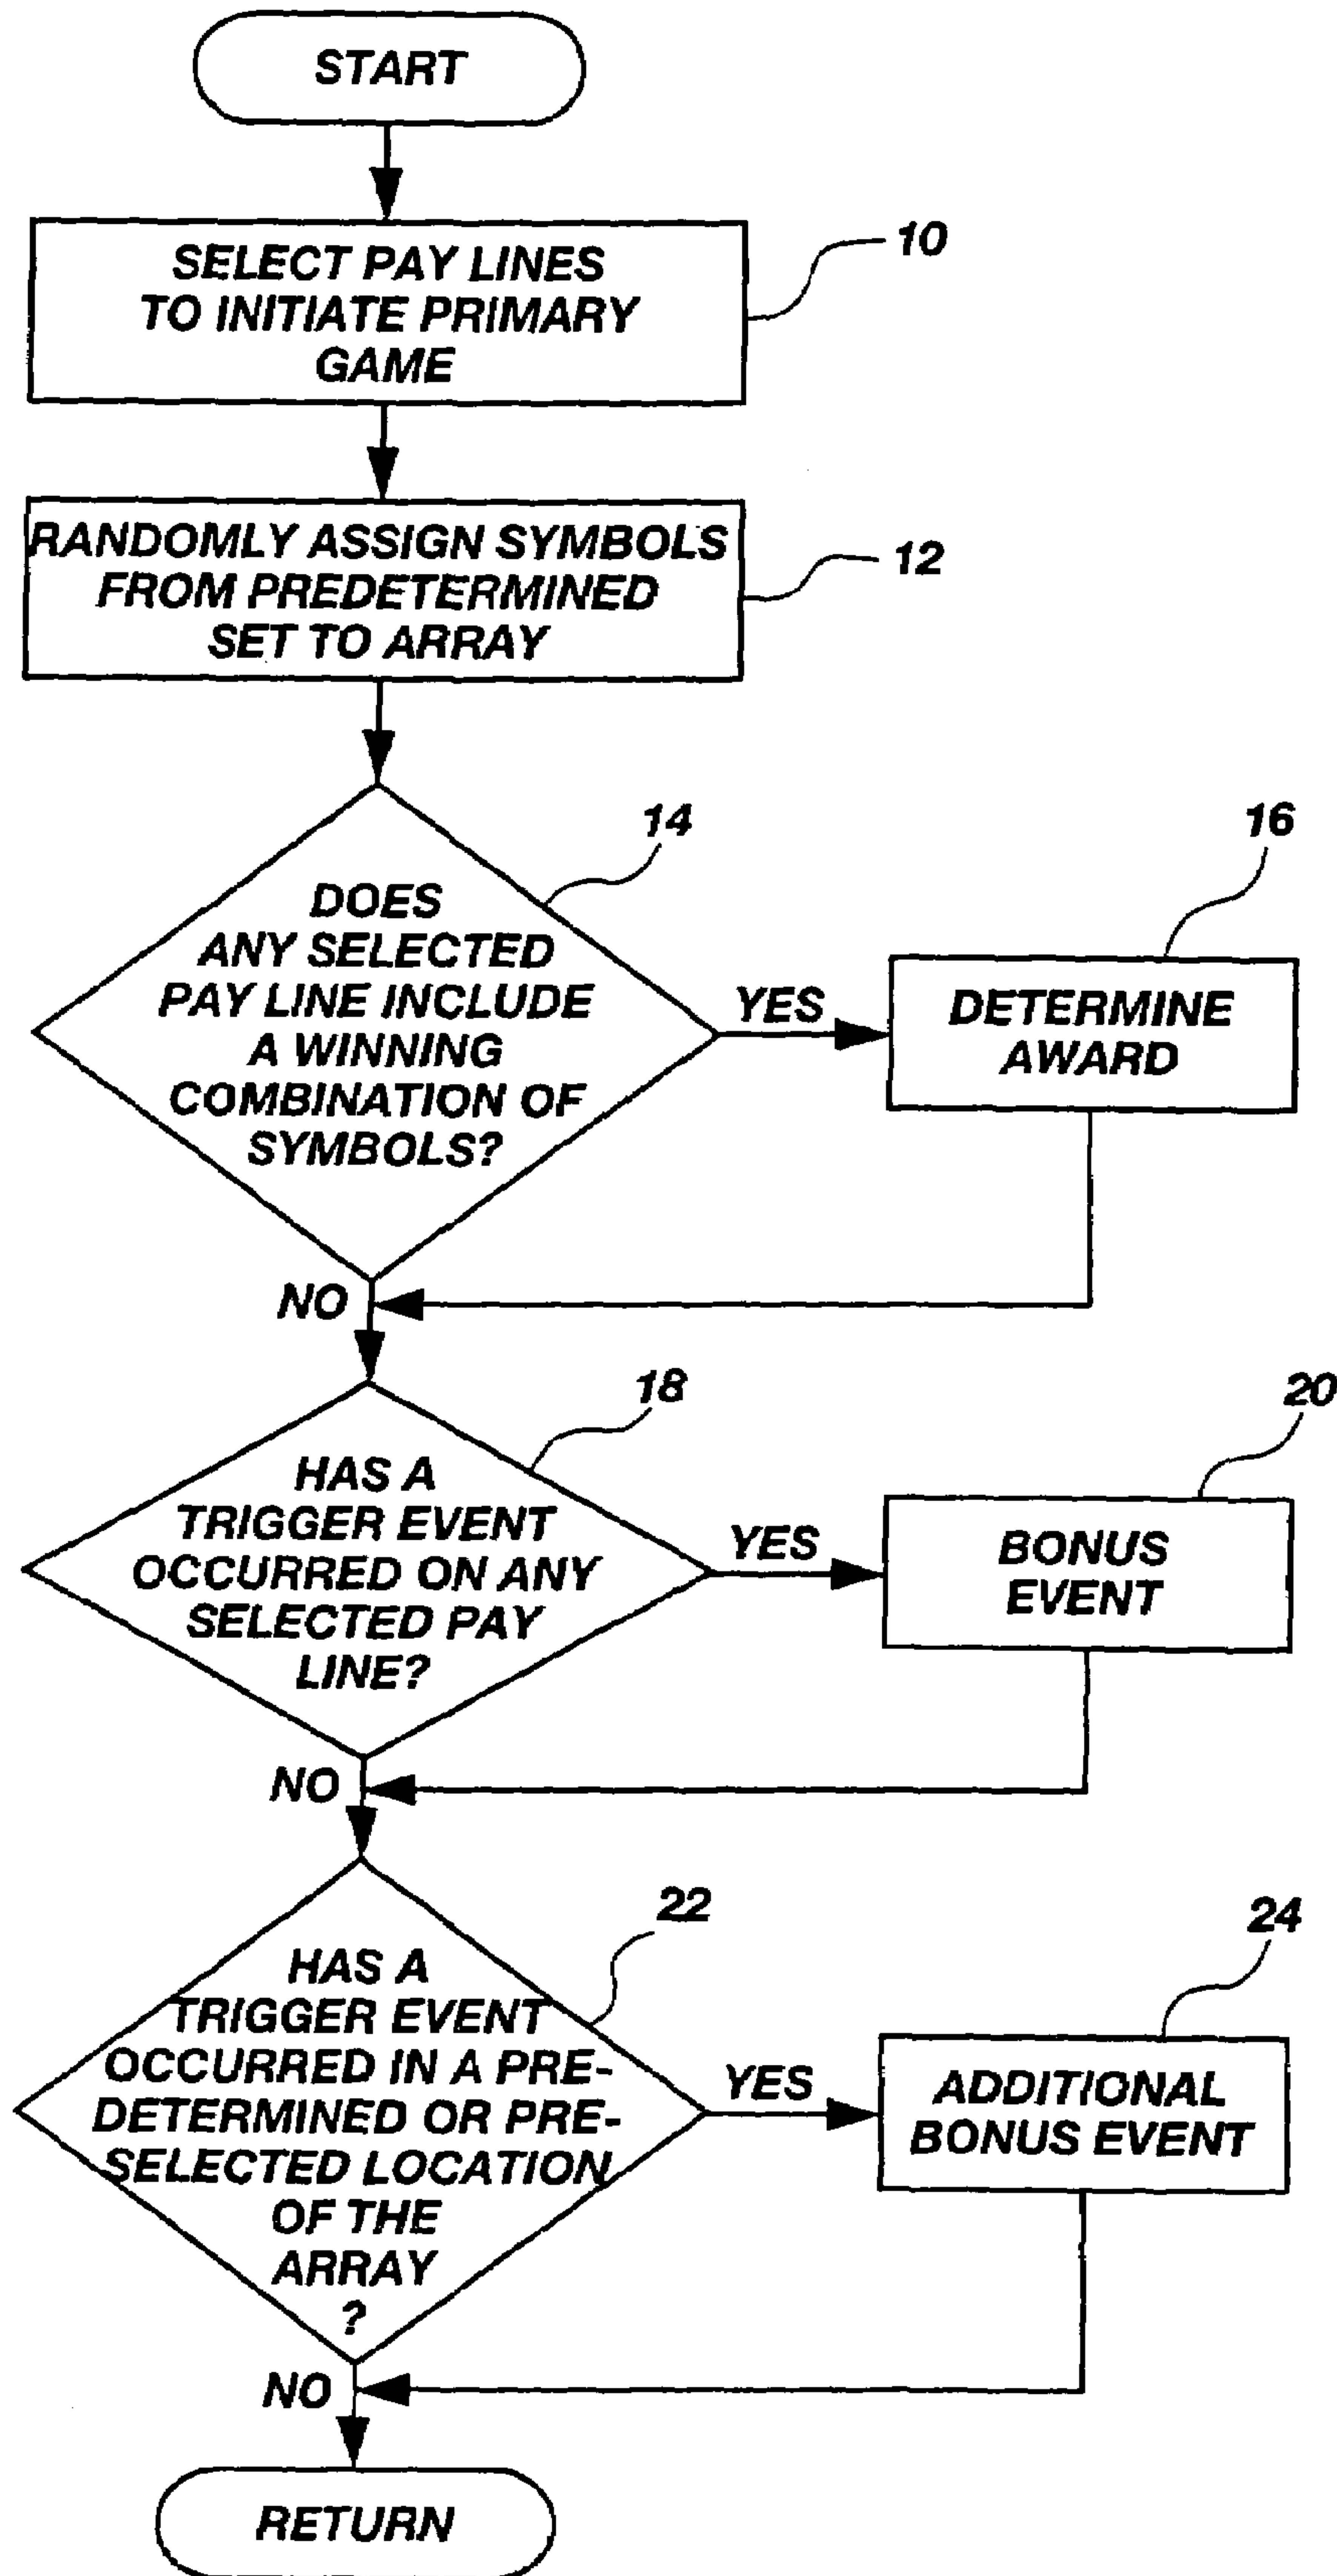 START
SELECT PAY LINES
TO INITIATE PRIMARY
GAME
10
RANDOMLY ASSIGN SYMBOLS
FROM PREDETERMINED
SET TO ARRAY
12
DOES
ANY SELECTED
PAY LINE INCLUDE
A WINNING
COMBINATION OF
SYMBOLS?
14
YES
DETERMINE
AWARD
16
NO
HAS A
TRIGGER EVENT
OCCURRED ON ANY
SELECTED PAY
LINE?
18
YES
BONUS
EVENT
20
NO
HAS A
TRIGGER EVENT
OCCURRED IN A PRE-
DETERMINED OR PRE-
SELECTED LOCATION
OF THE
ARRAY
?
22
YES
ADDITIONAL
BONUS EVENT
24
NO
RETURN